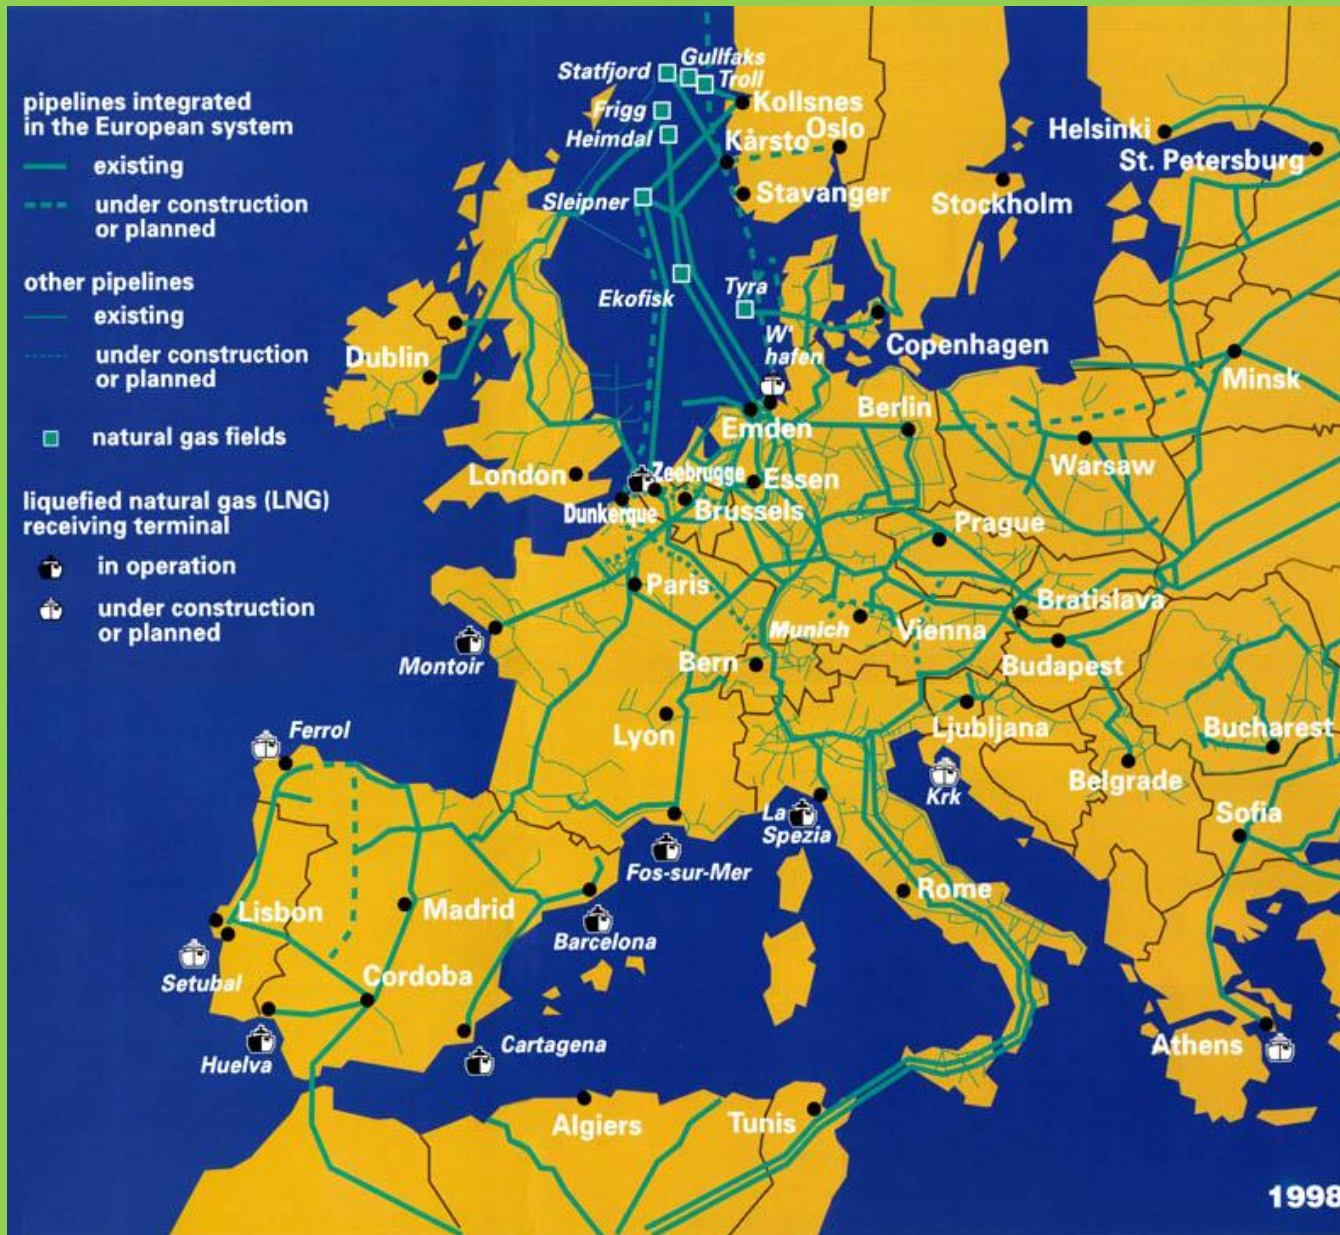 pipelines integrated
in the European system
existing
under construction
or planned
other pipelines
existing
under construction
or planned
natural gas fields
liquefied natural gas (LNG)
receiving terminal
in operation
under construction
or planned
Statfjord
Gullfaks
Troll
Frigg
Heimdal
Kollsnes
Kårsto
Oslo
Stavanger
Sleipner
Ekofisk
Tyra
Helsinki
St. Petersburg
Stockholm
Copenhagen
W'
hafen
Dublin
Minsk
Berlin
Emden
Warsaw
London
Zeebrugge
Essen
Dunkerque
Brussels
Prague
Paris
Bratislava
Munich
Vienna
Montoir
Bern
Budapest
Lyon
Ljubljana
Bucharest
Ferrol
Krk
Belgrade
La
Spezia
Sofia
Fos-sur-Mer
Rome
Lisbon
Madrid
Barcelona
Setubal
Cordoba
Huelva
Cartagena
Athens
Algiers
Tunis
1998